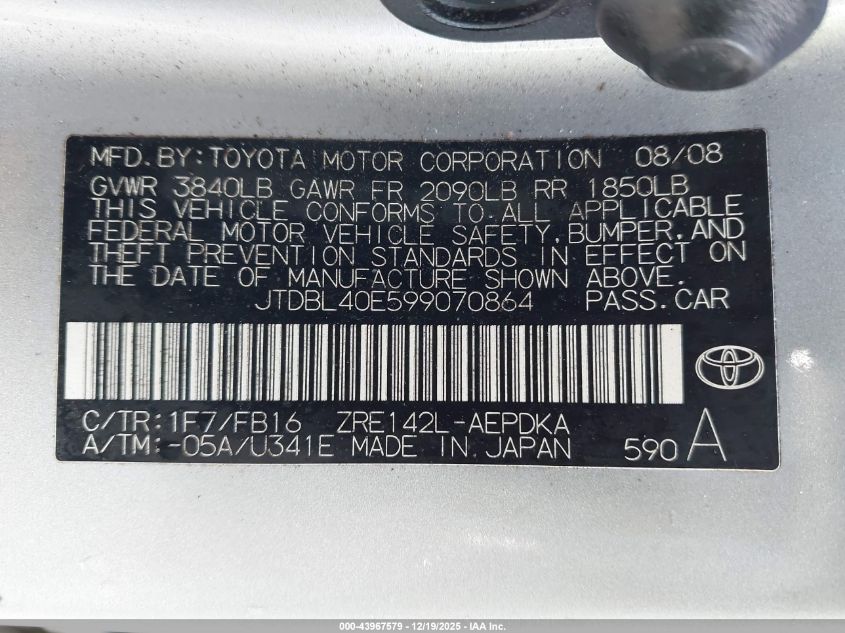 MFD. BY: TOYOTA MOTOR CORPORATION 08/08
GVWR 3840LB GAWR FR 2090LB RR 1850LB
THIS VEHICLE CONFORMS TO ALL APPLICABLE
FEDERAL MOTOR VEHICLE SAFETY, BUMPER, AND
THEFT PREVENTION STANDARDS IN EFFECT ON
THE DATE OF MANUFACTURE SHOWN ABOVE.
JTDBL40E599070864 PASS. CAR
C/TR: 1F7/FB16 ZRE142L-AEPDKA
A/TM: -05A/U341E MADE IN JAPAN 590 A
000-43967579 - 12/19/2025 - IAA Inc.